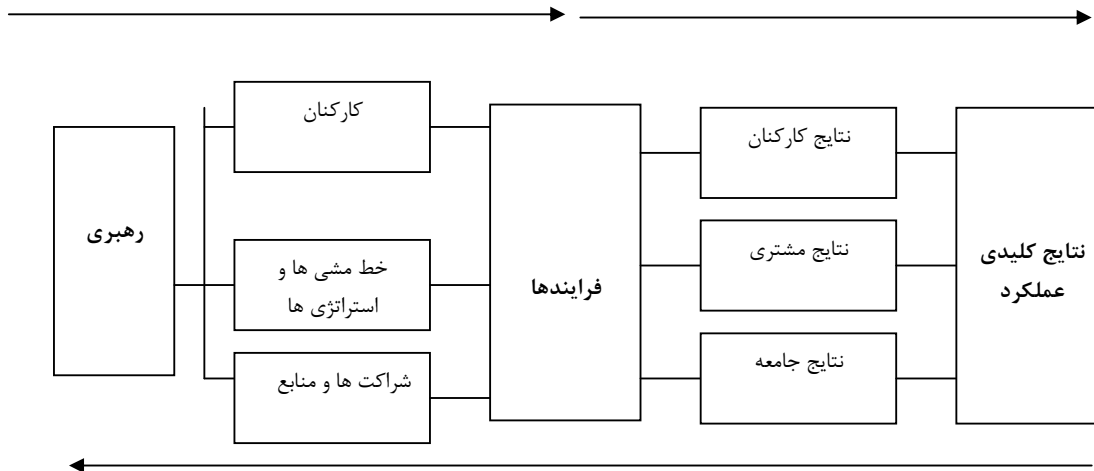 رهبری
کارکنان
خط مشی ها و
استراتژی ها
شراکت ها و منابع
فرایندها
نتایج کارکنان
نتایج مشتری
نتایج جامعه
نتایج کلیدی
عملکرد